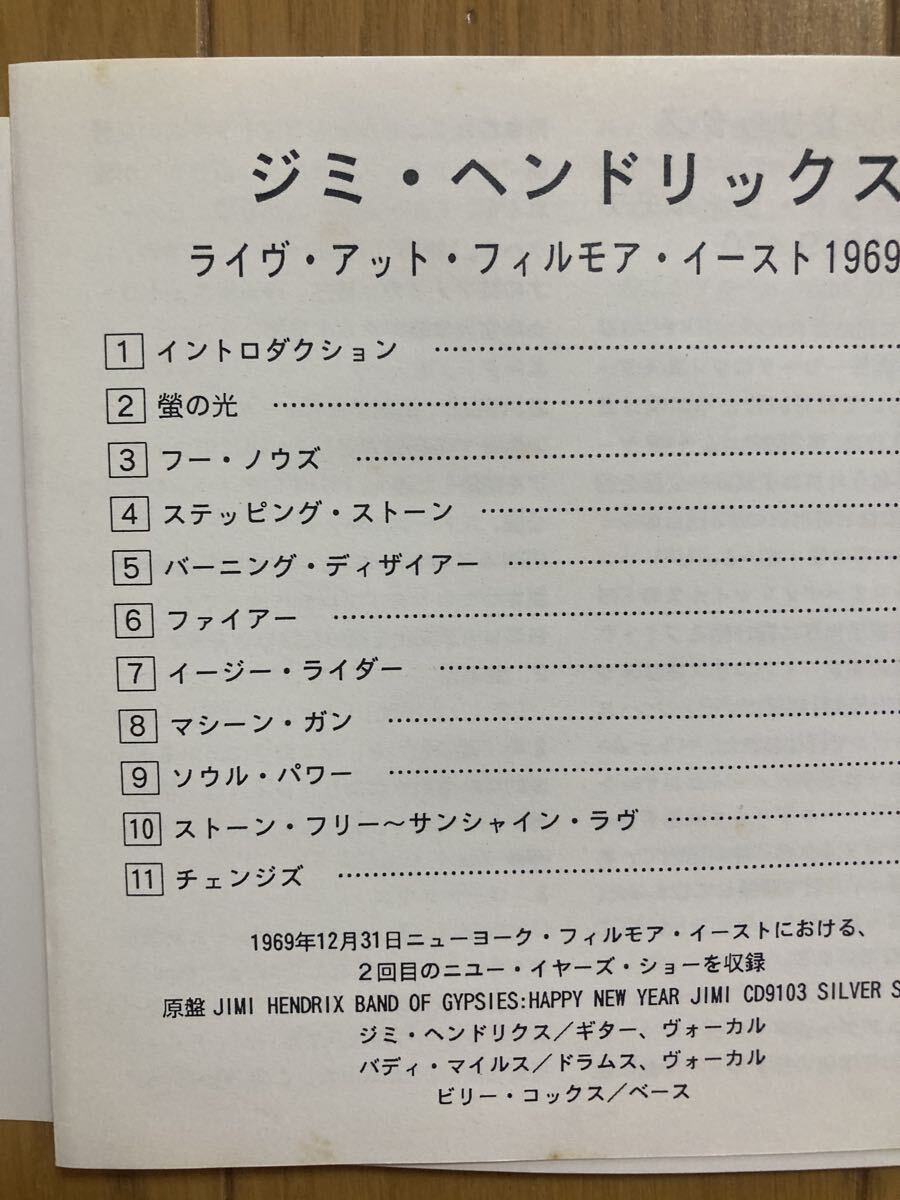 ジミ・ヘンドリックス
ライヴ・アット・フィルモア・イースト1969
1 イントロダクション
2 螢の光
3 フー・ノウズ
4 ステッピング・ストーン
5 バーニング・ディザイアー
6 ファイアー
7 イージー・ライダー
8 マシーン・ガン
9 ソウル・パワー
10 ストーン・フリー〜サンシャイン・ラヴ
11 チェンジズ
1969年12月31日ニューヨーク・フィルモア・イーストにおける、
2回目のニユー・イヤーズ・ショーを収録
原盤 JIMI HENDRIX BAND OF GYPSIES:HAPPY NEW YEAR JIMI CD9103 SILVER S
ジミ・ヘンドリクス／ギター、ヴォーカル
バディ・マイルス／ドラムス、ヴォーカル
ビリー・コックス／ベース